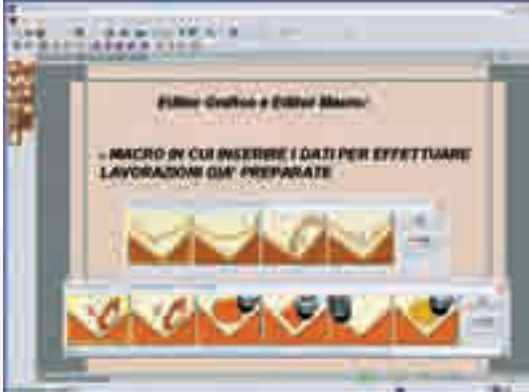 Editor Grafico e Editor Macro:
- MACRO IN CUI INSERIRE I DATI PER EFFETTUARE
LAVORAZIONI GIA' PREPARATE